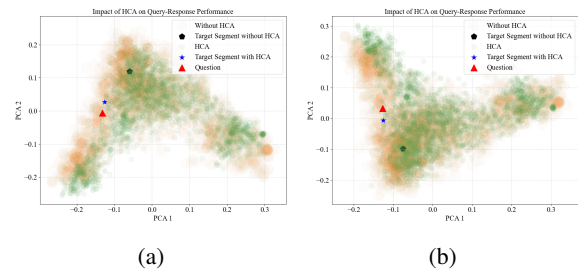 Impact of HCA on Query-Response Performance
Without HCA
Target Segment without HCA
HCA
Target Segment with HCA
Question
PCA 2
0.2
0.1
0.0
−0.1
−0.2
−0.2
−0.1
0.0
0.1
0.2
0.3
PCA 1
(a)
Impact of HCA on Query-Response Performance
Without HCA
Target Segment without HCA
HCA
Target Segment with HCA
Question
PCA 2
0.3
0.2
0.1
0.0
−0.1
−0.2
−0.2
−0.1
0.0
0.1
0.2
0.3
PCA 1
(b)